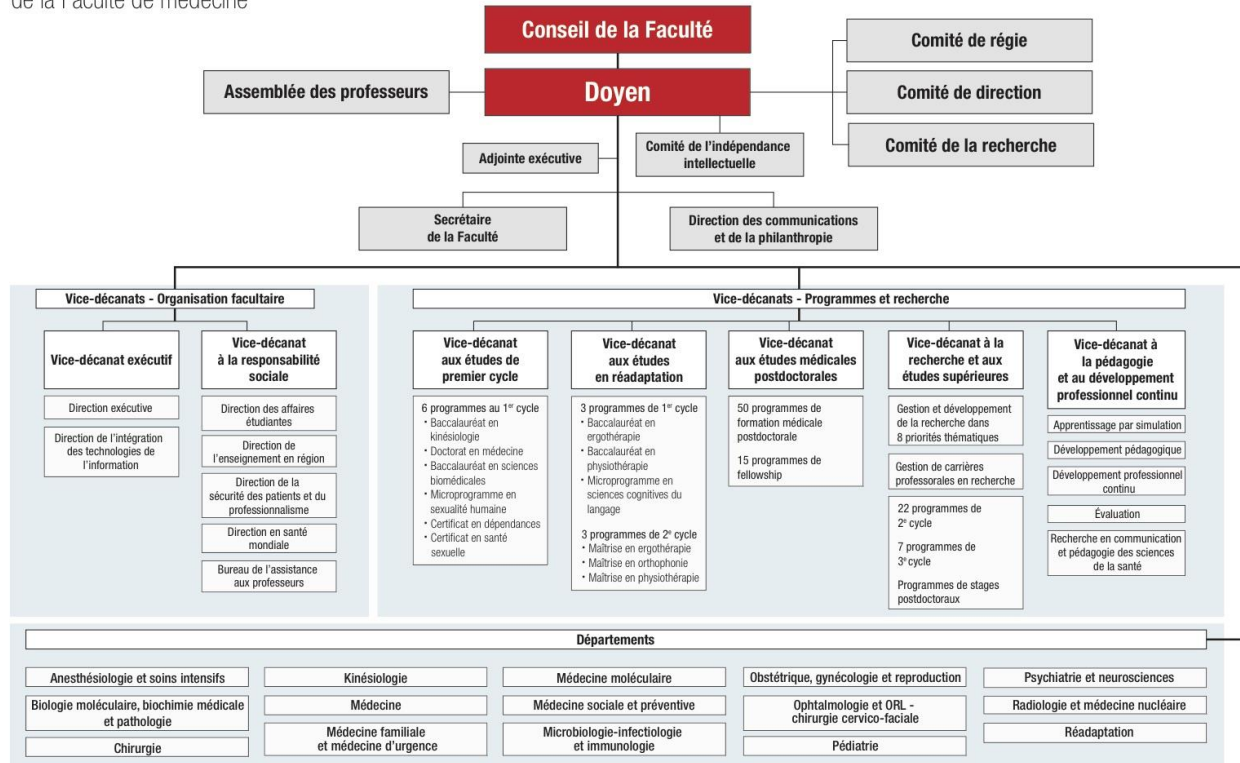 de la Faculté de médecine
Conseil de la Faculté
Comité de régie
Assemblée des professeurs
Doyen
Comité de direction
Comité de la recherche
Adjointe exécutive
Comité de l'indépendance
intellectuelle
Secrétaire
de la Faculté
Direction des communications
et de la philanthropie
Vice-décanats - Organisation facultaire
Vice-décanat exécutif
Direction exécutive
Direction de l'intégration
des technologies de
l'information
Vice-décanat
à la responsabilité
sociale
Direction des affaires
étudiantes
Direction de
l'enseignement en région
Direction de la
sécurité des patients et du
professionnalisme
Direction en santé
mondiale
Bureau de l'assistance
aux professeurs
Vice-décanats - Programmes et recherche
Vice-décanat
aux études de
premier cycle
6 programmes au 1er cycle
• Baccalauréat en
kinésiologie
• Doctorat en médecine
• Baccalauréat en sciences
biomédicales
• Microprogramme en
sexualité humaine
• Certificat en dépendances
• Certificat en santé
sexuelle
Vice-décanat
aux études
en réadaptation
3 programmes de 1er cycle
• Baccalauréat en
ergothérapie
• Baccalauréat en
physiothérapie
• Microprogramme en
sciences cognitives du
langage
3 programmes de 2e cycle
• Maîtrise en ergothérapie
• Maîtrise en orthophonie
• Maîtrise en physiothérapie
Vice-décanat
aux études médicales
postdoctorales
50 programmes de
formation médicale
postdoctorale
15 programmes de
fellowship
Vice-décanat à la
recherche et aux
études supérieures
Gestion et développement
de la recherche dans
8 priorités thématiques
Gestion de carrières
professorales en recherche
22 programmes de
2e cycle
7 programmes de
3e cycle
Programmes de stages
postdoctoraux
Vice-décanat à
la pédagogie
et au développement
professionnel continu
Apprentissage par simulation
Développement pédagogique
Développement professionnel
continu
Évaluation
Recherche en communication
et pédagogie des sciences
de la santé
Départements
Anesthésiologie et soins intensifs
Biologie moléculaire, biochimie médicale
et pathologie
Chirurgie
Kinésiologie
Médecine
Médecine familiale
et médecine d'urgence
Médecine moléculaire
Médecine sociale et préventive
Microbiologie-infectiologie
et immunologie
Obstétrique, gynécologie et reproduction
Ophtalmologie et ORL -
chirurgie cervico-faciale
Pédiatrie
Psychiatrie et neurosciences
Radiologie et médecine nucléaire
Réadaptation